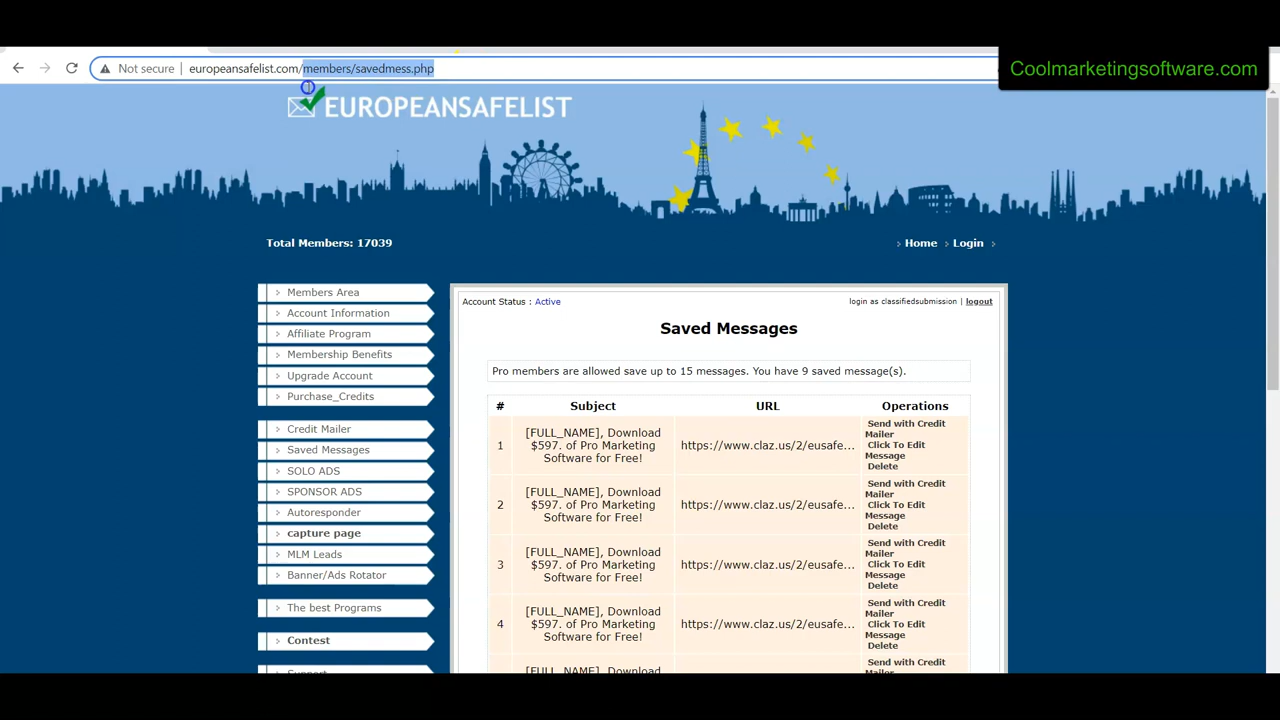 Not secure | europeansafelist.com/members/savedmess.php
Coolmarketingsoftware.com
EUROPEANSAFELIST
Total Members: 17039
Home
Login
Members Area
Account Information
Affiliate Program
Membership Benefits
Upgrade Account
Purchase_Credits
Credit Mailer
Saved Messages
SOLO ADS
SPONSOR ADS
Autoresponder
capture page
MLM Leads
Banner/Ads Rotator
The best Programs
Contest
Support
Account Status : Active
login as classifiedsubmission | logout
Saved Messages
Pro members are allowed save up to 15 messages. You have 9 saved message(s).
# Subject URL Operations
1
[FULL_NAME], Download
$597. of Pro Marketing
Software for Free!
https://www.claz.us/2/eusafe...
Send with Credit
Mailer
Click To Edit
Message
Delete
2
[FULL_NAME], Download
$597. of Pro Marketing
Software for Free!
https://www.claz.us/2/eusafe...
Send with Credit
Mailer
Click To Edit
Message
Delete
3
[FULL_NAME], Download
$597. of Pro Marketing
Software for Free!
https://www.claz.us/2/eusafe...
Send with Credit
Mailer
Click To Edit
Message
Delete
4
[FULL_NAME], Download
$597. of Pro Marketing
Software for Free!
https://www.claz.us/2/eusafe...
Send with Credit
Mailer
Click To Edit
Message
Delete
[FULL_NAME], Download
Send with Credit
Mailer